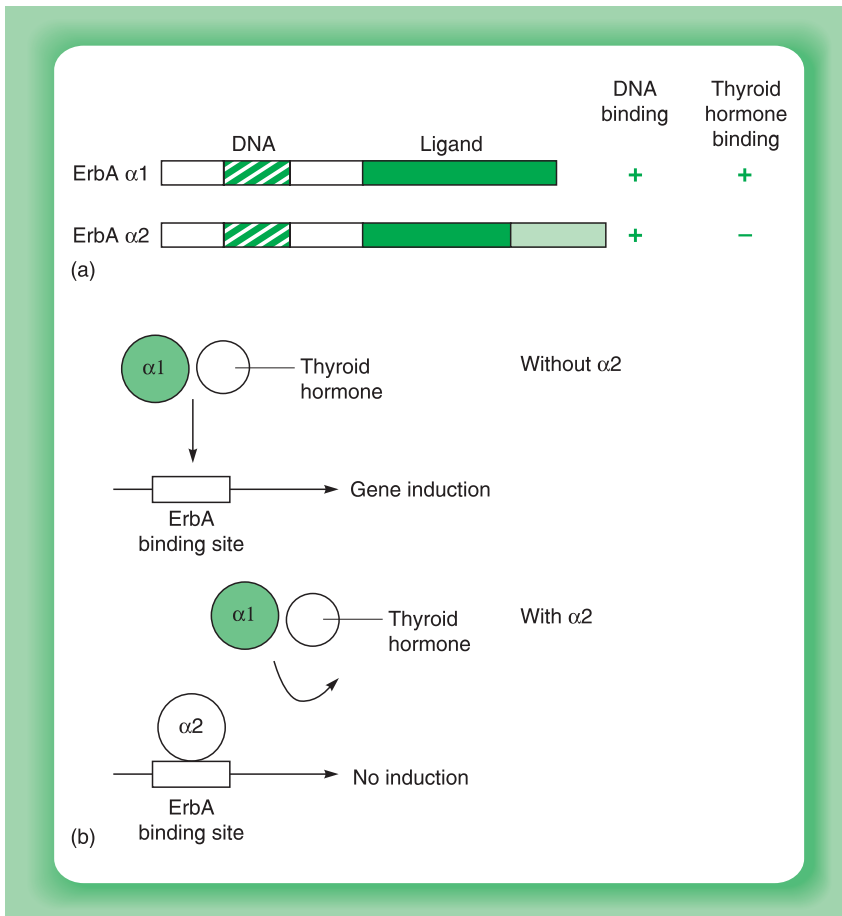 DNA
binding
Thyroid
hormone
binding
DNA
Ligand
ErbA α1
+
+
ErbA α2
+
−
(a)
α1
Thyroid
hormone
Without α2
Gene induction
ErbA
binding site
α1
Thyroid
hormone
With α2
α2
No induction
ErbA
binding site
(b)